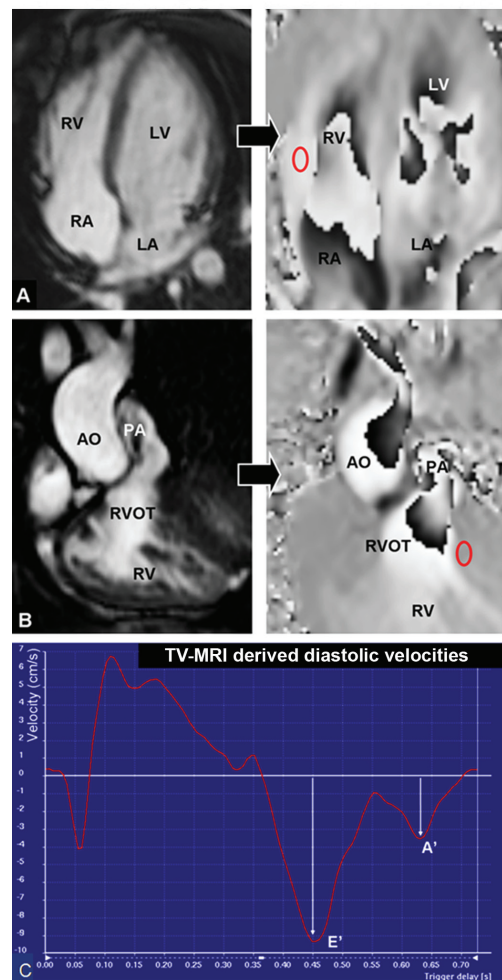 RV
LV
RA
LA
A
LV
RV
RA
LA
AO
PA
RVOT
RV
B
AO
PA
RVOT
RV
TV-MRI derived diastolic velocities
Velocity (cm/s)
7
6
5
4
3
2
1
0
-1
-2
-3
-4
-5
-6
-7
-8
-9
-10
E'
A'
C
0.00 0.05 0.10 0.15 0.20 0.25 0.30 0.35 0.40 0.45 0.50 0.55 0.60 0.65 0.70
Trigger delay [s]